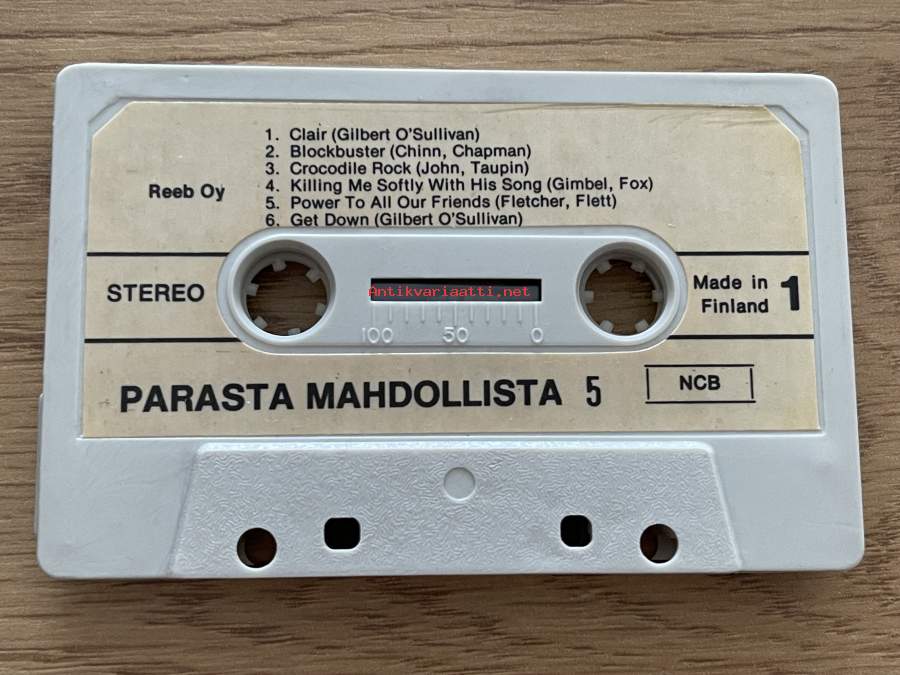 1. Clair (Gilbert O'Sullivan)
2. Blockbuster (Chinn, Chapman)
3. Crocodile Rock (John, Taupin)
4. Killing Me Softly With His Song (Gimbel, Fox)
5. Power To All Our Friends (Fletcher, Flett)
6. Get Down (Gilbert O'Sullivan)
Reeb Oy
STEREO
Antikvariaatti.net
100 50 0
Made in
Finland
1
PARASTA MAHDOLLISTA 5
NCB